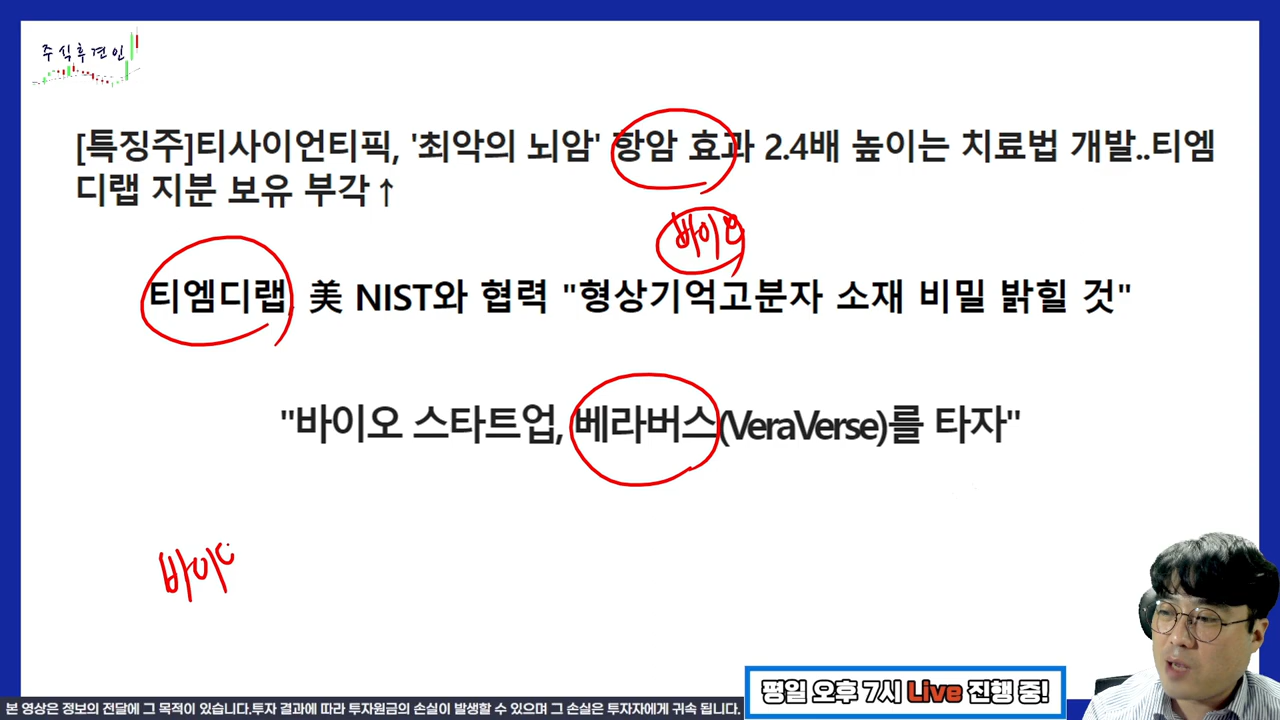 주식후견인
[특징주]티사이언티픽, '최악의 뇌암' 항암 효과 2.4배 높이는 치료법 개발..티엠
디랩 지분 보유 부각↑
바이오
티엠디랩, 美 NIST와 협력 "형상기억고분자 소재 비밀 밝힐 것"
"바이오 스타트업, 베라버스(VeraVerse)를 타자"
바이
평일 오후 7시 Live 진행 중!
본 영상은 정보의 전달에 그 목적이 있습니다.투자 결과에 따라 투자원금의 손실이 발생할 수 있으며 그 손실은 투자자에게 귀속 됩니다.